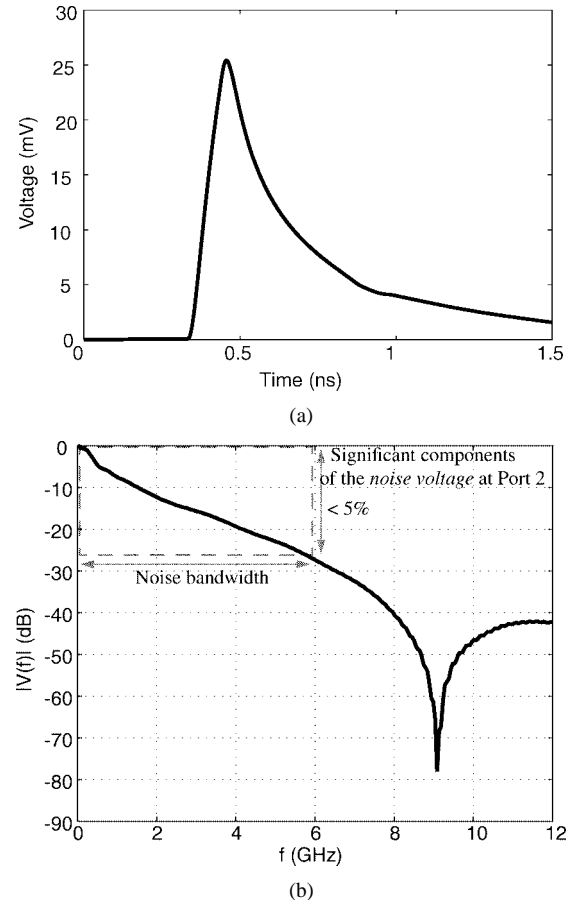 30
25
20
15
10
5
0
Voltage (mV)
0 0.5 1 1.5
Time (ns)
(a)
0
-10
-20
-30
-40
-50
-60
-70
-80
-90
|V(f)| (dB)
Significant components
of the noise voltage at Port 2
< 5%
Noise bandwidth
0 2 4 6 8 10 12
f (GHz)
(b)